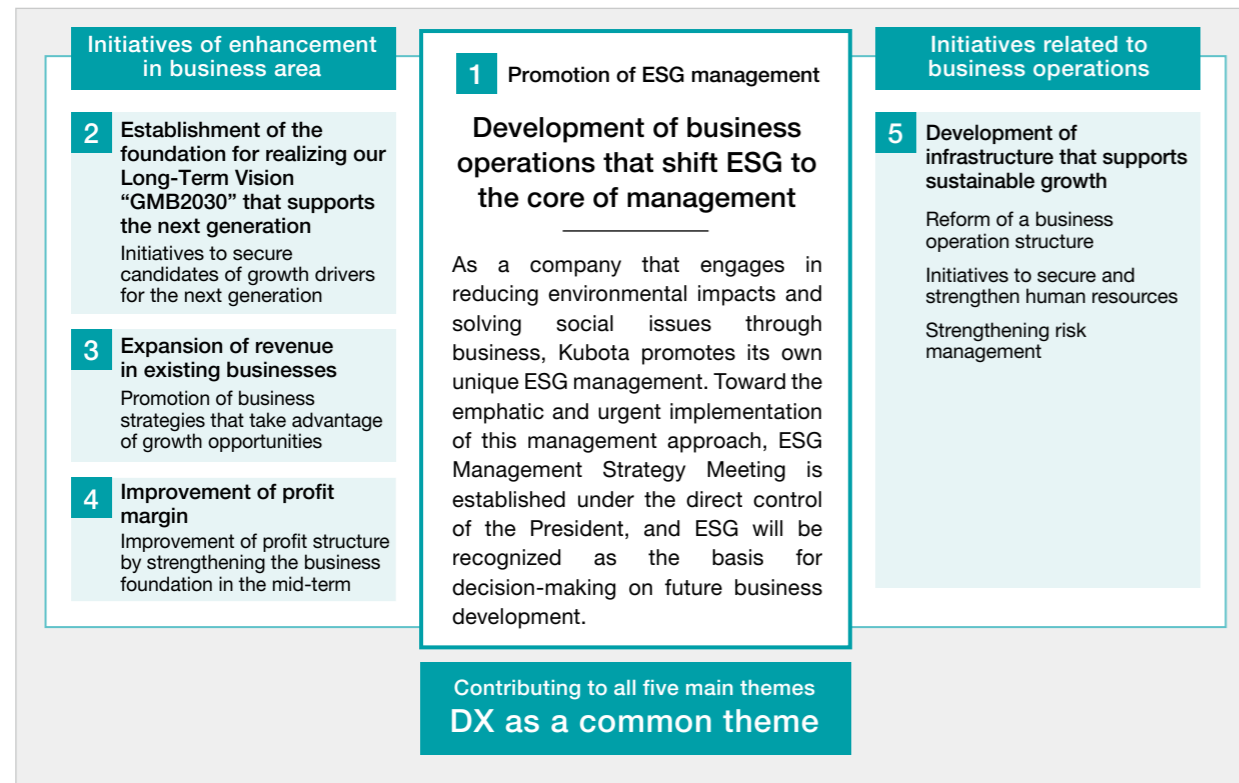 Initiatives of enhancement
in business area
2
Establishment of the
foundation for realizing our
Long-Term Vision
“GMB2030” that supports
the next generation
Initiatives to secure
candidates of growth drivers
for the next generation
3
Expansion of revenue
in existing businesses
Promotion of business
strategies that take advantage
of growth opportunities
4
Improvement of profit
margin
Improvement of profit structure
by strengthening the business
foundation in the mid-term
1 Promotion of ESG management
Development of business
operations that shift ESG to
the core of management
As a company that engages in
reducing environmental impacts and
solving social issues through
business, Kubota promotes its own
unique ESG management. Toward the
emphatic and urgent implementation
of this management approach, ESG
Management Strategy Meeting is
established under the direct control
of the President, and ESG will be
recognized as the basis for
decision-making on future business
development.
Initiatives related to
business operations
5
Development of
infrastructure that supports
sustainable growth
Reform of a business
operation structure
Initiatives to secure and
strengthen human resources
Strengthening risk
management
Contributing to all five main themes
DX as a common theme